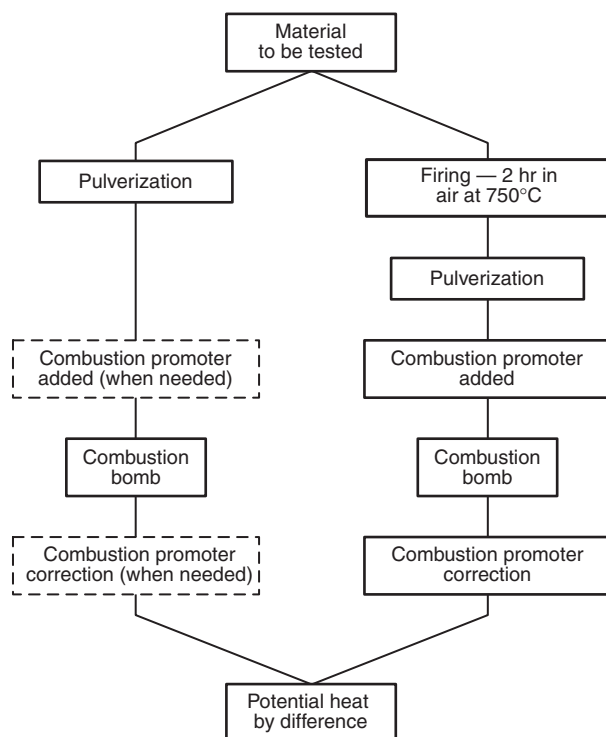 Material
to be tested
Pulverization
Firing — 2 hr in
air at 750°C
Pulverization
Combustion promoter
added (when needed)
Combustion promoter
added
Combustion
bomb
Combustion
bomb
Combustion promoter
correction (when needed)
Combustion promoter
correction
Potential heat
by difference